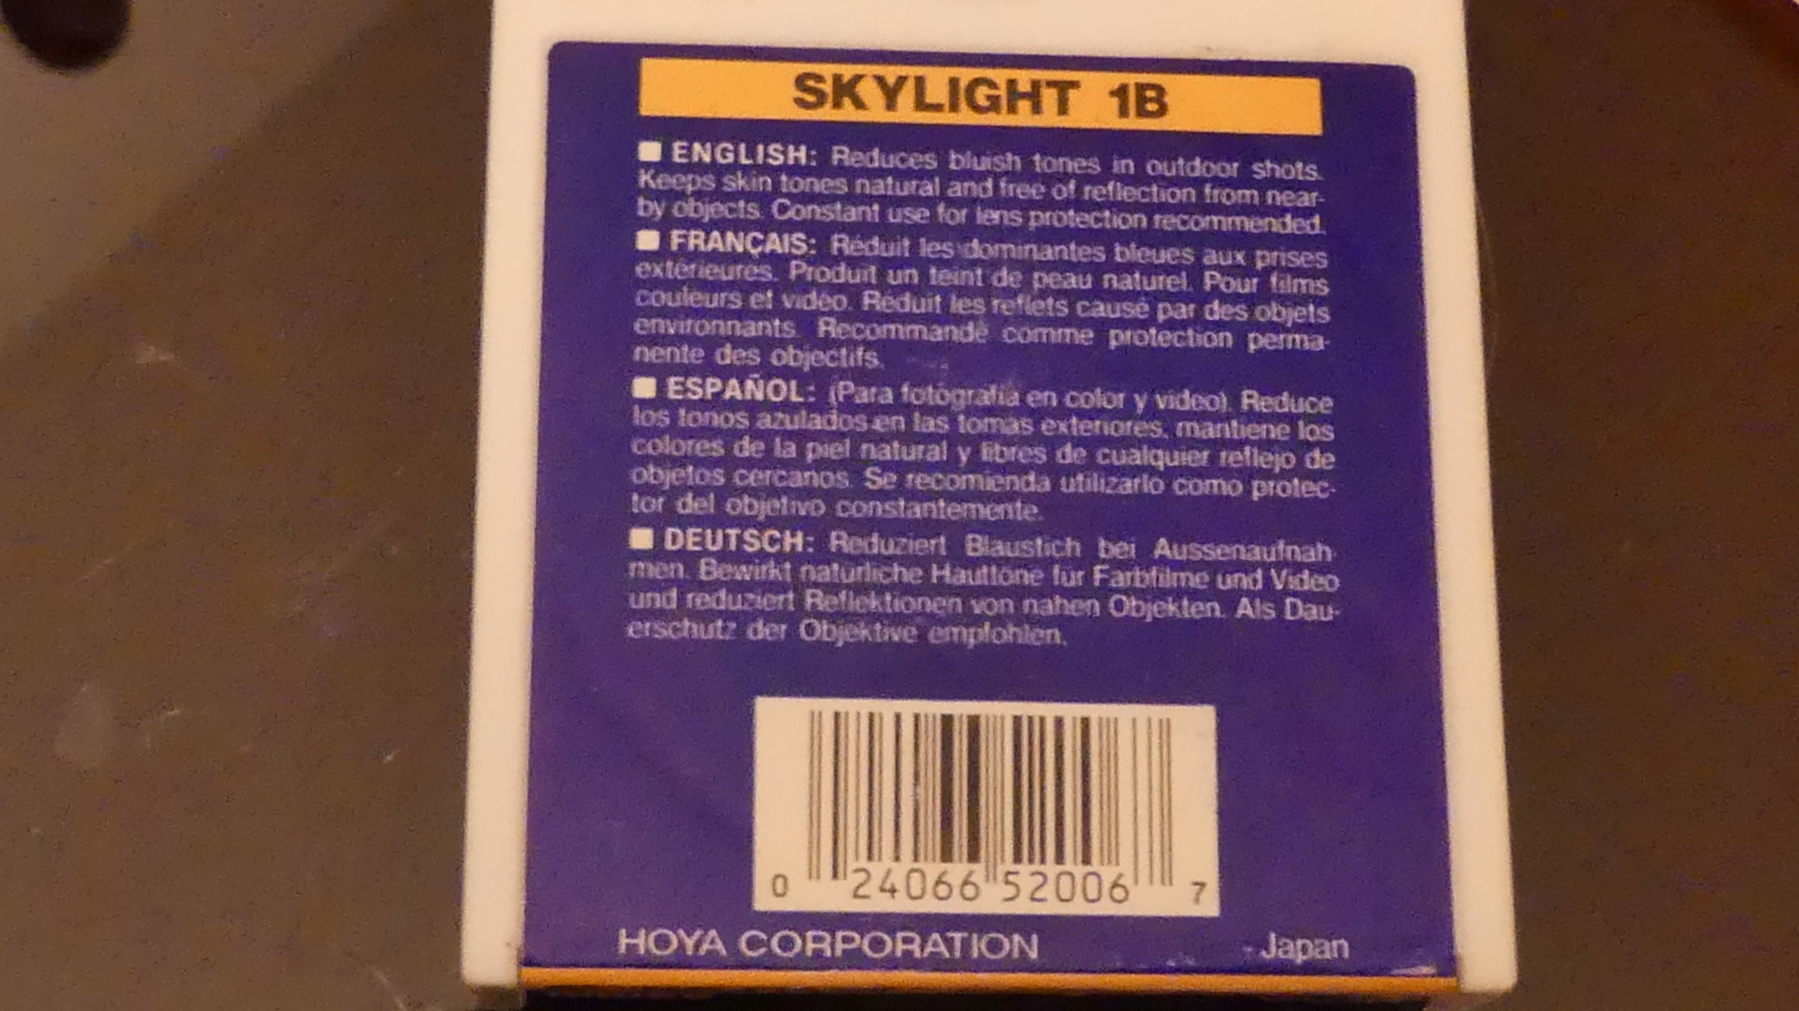 SKYLIGHT 1B
■ ENGLISH: Reduces bluish tones in outdoor shots.
Keeps skin tones natural and free of reflection from near-
by objects. Constant use for lens protection recommended.
■ FRANÇAIS: Réduit les dominantes bleues aux prises
extérieures. Produit un teint de peau naturel. Pour films
couleurs et vidéo. Réduit les reflets causé par des objets
environnants. Recommandé comme protection perma-
nente des objectifs.
■ ESPAÑOL: (Para fotografía en color y video). Reduce
los tonos azulados en las tomas exteriores, mantiene los
colores de la piel natural y libres de cualquier reflejo de
objetos cercanos. Se recomienda utilizarlo como protec-
tor del objetivo constantemente.
■ DEUTSCH: Reduziert Blaustich bei Aussenaufnah-
men. Bewirkt natürliche Hauttöne für Farbfilme und Video
und reduziert Reflektionen von nahen Objekten. Als Dau-
erschutz der Objektive empfohlen.
0 24066 52006 7
HOYA CORPORATION Japan